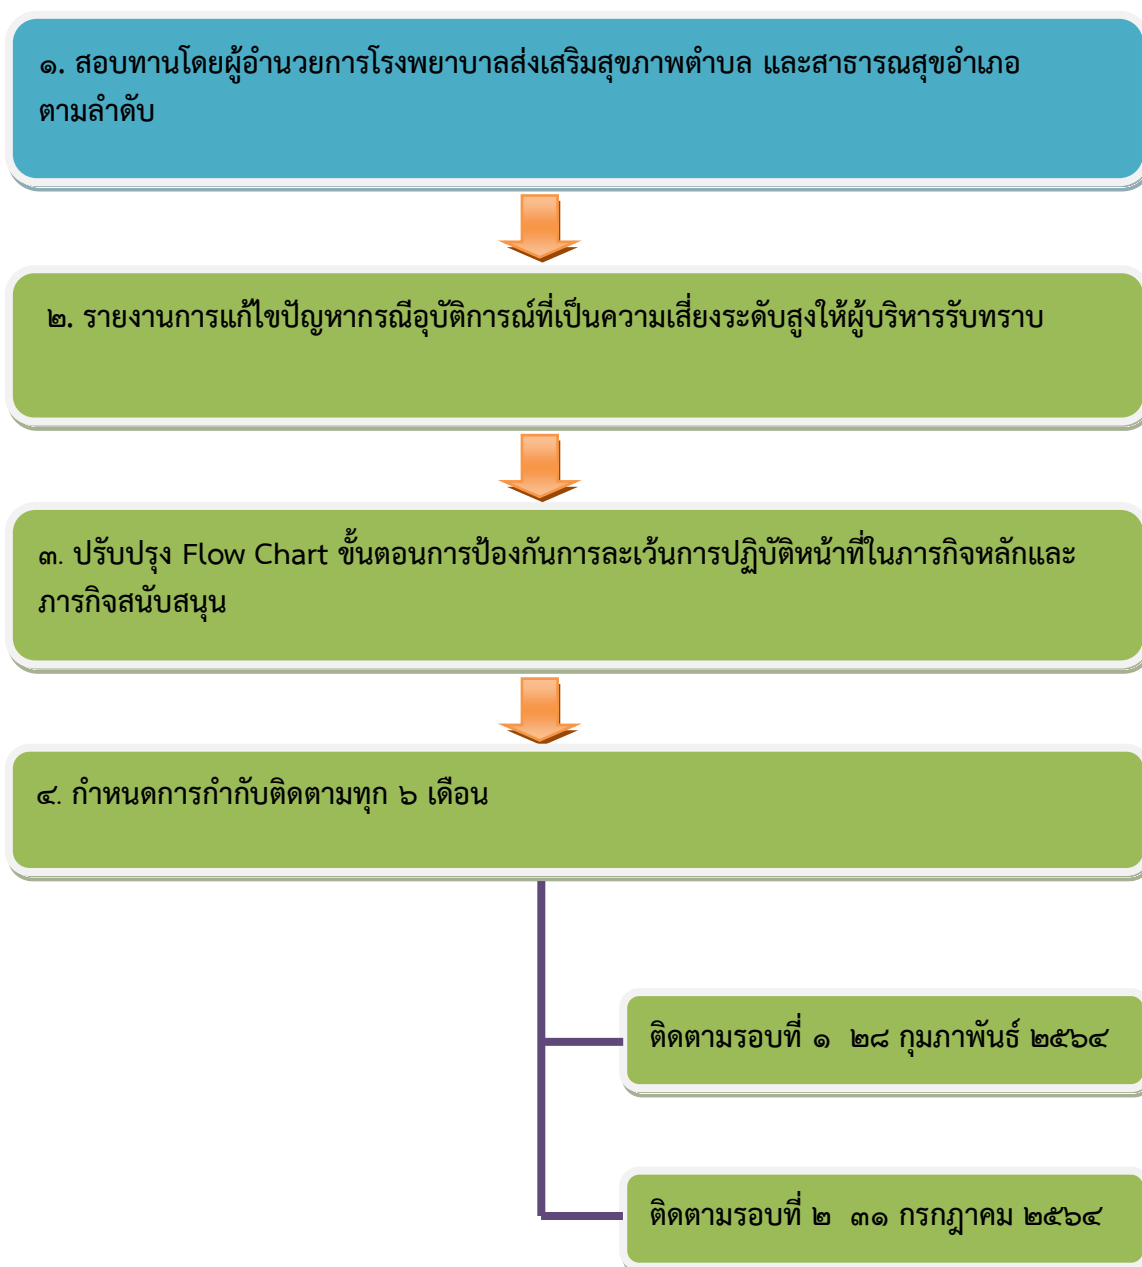 ๑. สอบทานโดยผู้อำนวยการโรงพยาบาลส่งเสริมสุขภาพตำบล และสาธารณสุขอำเภอ
ตามลำดับ
๒. รายงานการแก้ไขปัญหากรณีอุบัติการณ์ที่เป็นความเสี่ยงระดับสูงให้ผู้บริหารรับทราบ
๓. ปรับปรุง Flow Chart ขั้นตอนการป้องกันการละเว้นการปฏิบัติหน้าที่ในภารกิจหลักและ
ภารกิจสนับสนุน
๔. กำหนดการกำกับติดตามทุก ๖ เดือน
ติดตามรอบที่ ๑ ๒๘ กุมภาพันธ์ ๒๕๖๔
ติดตามรอบที่ ๒ ๓๑ กรกฎาคม ๒๕๖๔